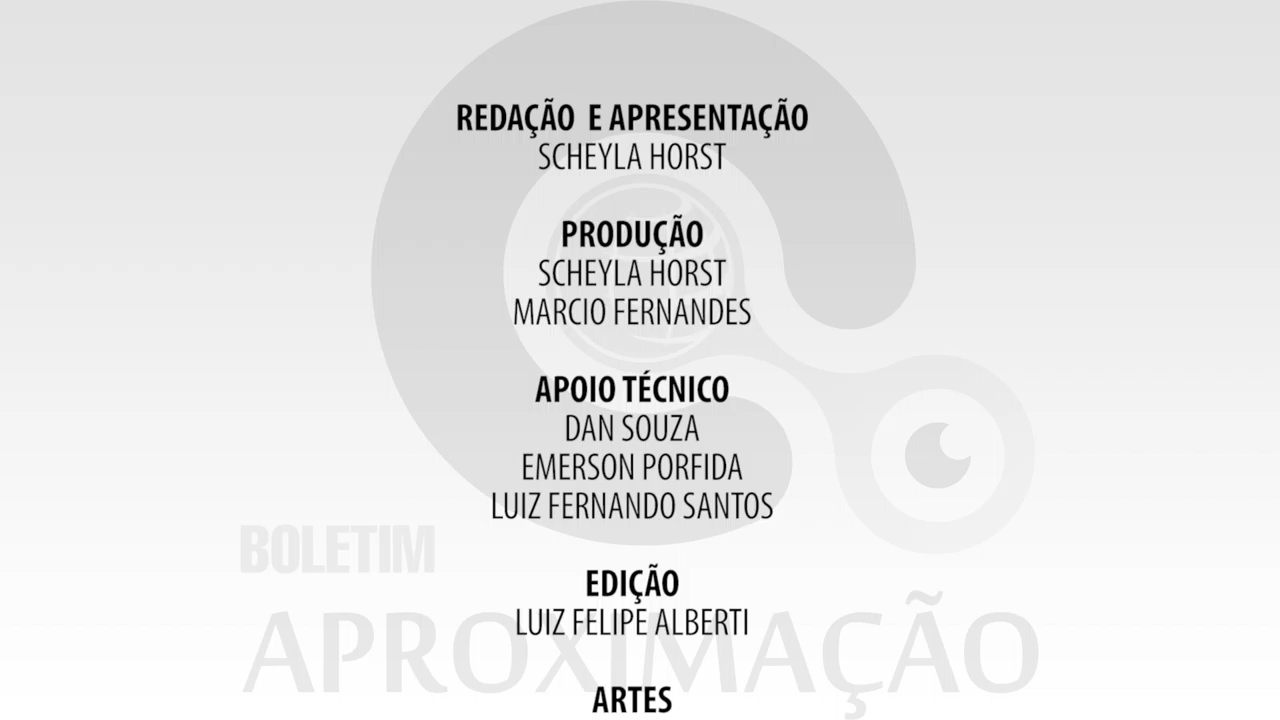 REDAÇÃO E APRESENTAÇÃO
SCHEYLA HORST
PRODUÇÃO
SCHEYLA HORST
MARCIO FERNANDES
APOIO TÉCNICO
DAN SOUZA
EMERSON PORFIDA
LUIZ FERNANDO SANTOS
BOLETIM
EDIÇÃO
LUIZ FELIPE ALBERTI
APROXIMAÇÃO
ARTES